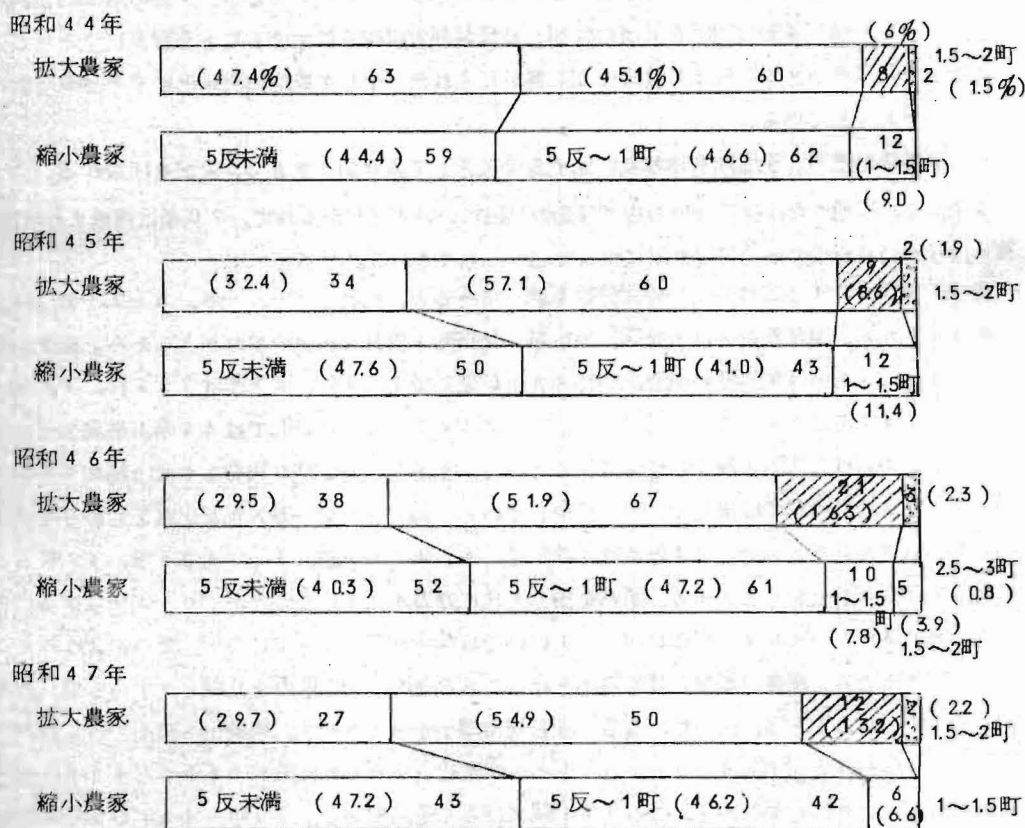 昭和44年
(6%)
拡大農家 (47.4%) 63 (45.1%) 60 8 2 1.5～2町
(1.5%)
縮小農家 5反未満 (44.4) 59 5反～1町 (46.6) 62 12
(1～1.5町)
(9.0)
昭和45年
2(1.9)
拡大農家 (32.4) 34 (57.1) 60 9
(8.6) 1.5～2町
縮小農家 5反未満 (47.6) 50 5反～1町 (41.0) 43 12
1～1.5町
(11.4)
昭和46年
拡大農家 (29.5) 38 (51.9) 67 21 3 (2.3)
(16.3)
縮小農家 5反未満 (40.3) 52 5反～1町 (47.2) 61 10 5 2.5～3町
1～1.5 (0.8)
町 (3.9)
(7.8) 1.5～2町
昭和47年
拡大農家 (29.7) 27 (54.9) 50 12 2 (2.2)
(13.2) 1.5～2町
縮小農家 5反未満 (47.2) 43 5反～1町 (46.2) 42 6 1～1.5町
(6.6)